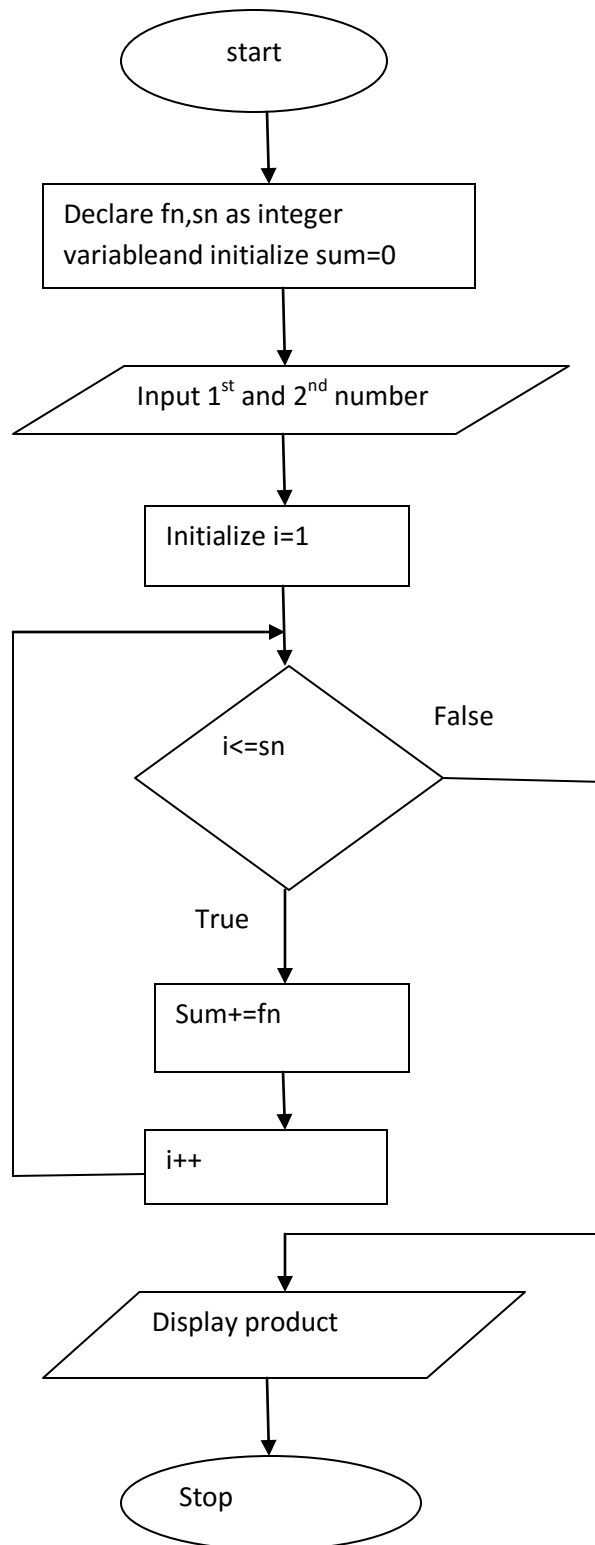 start
Declare fn,sn as integer
variableand initialize sum=0
Input 1st and 2nd number
Initialize i=1
i<=sn
False
True
Sum+=fn
i++
Display product
Stop